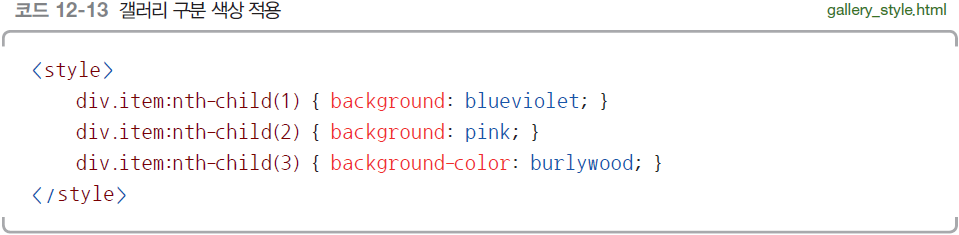 코드 12-13 갤러리 구분 색상 적용 gallery_style.html
<style>
div.item:nth-child(1) { background: blueviolet; }
div.item:nth-child(2) { background: pink; }
div.item:nth-child(3) { background-color: burlywood; }
</style>